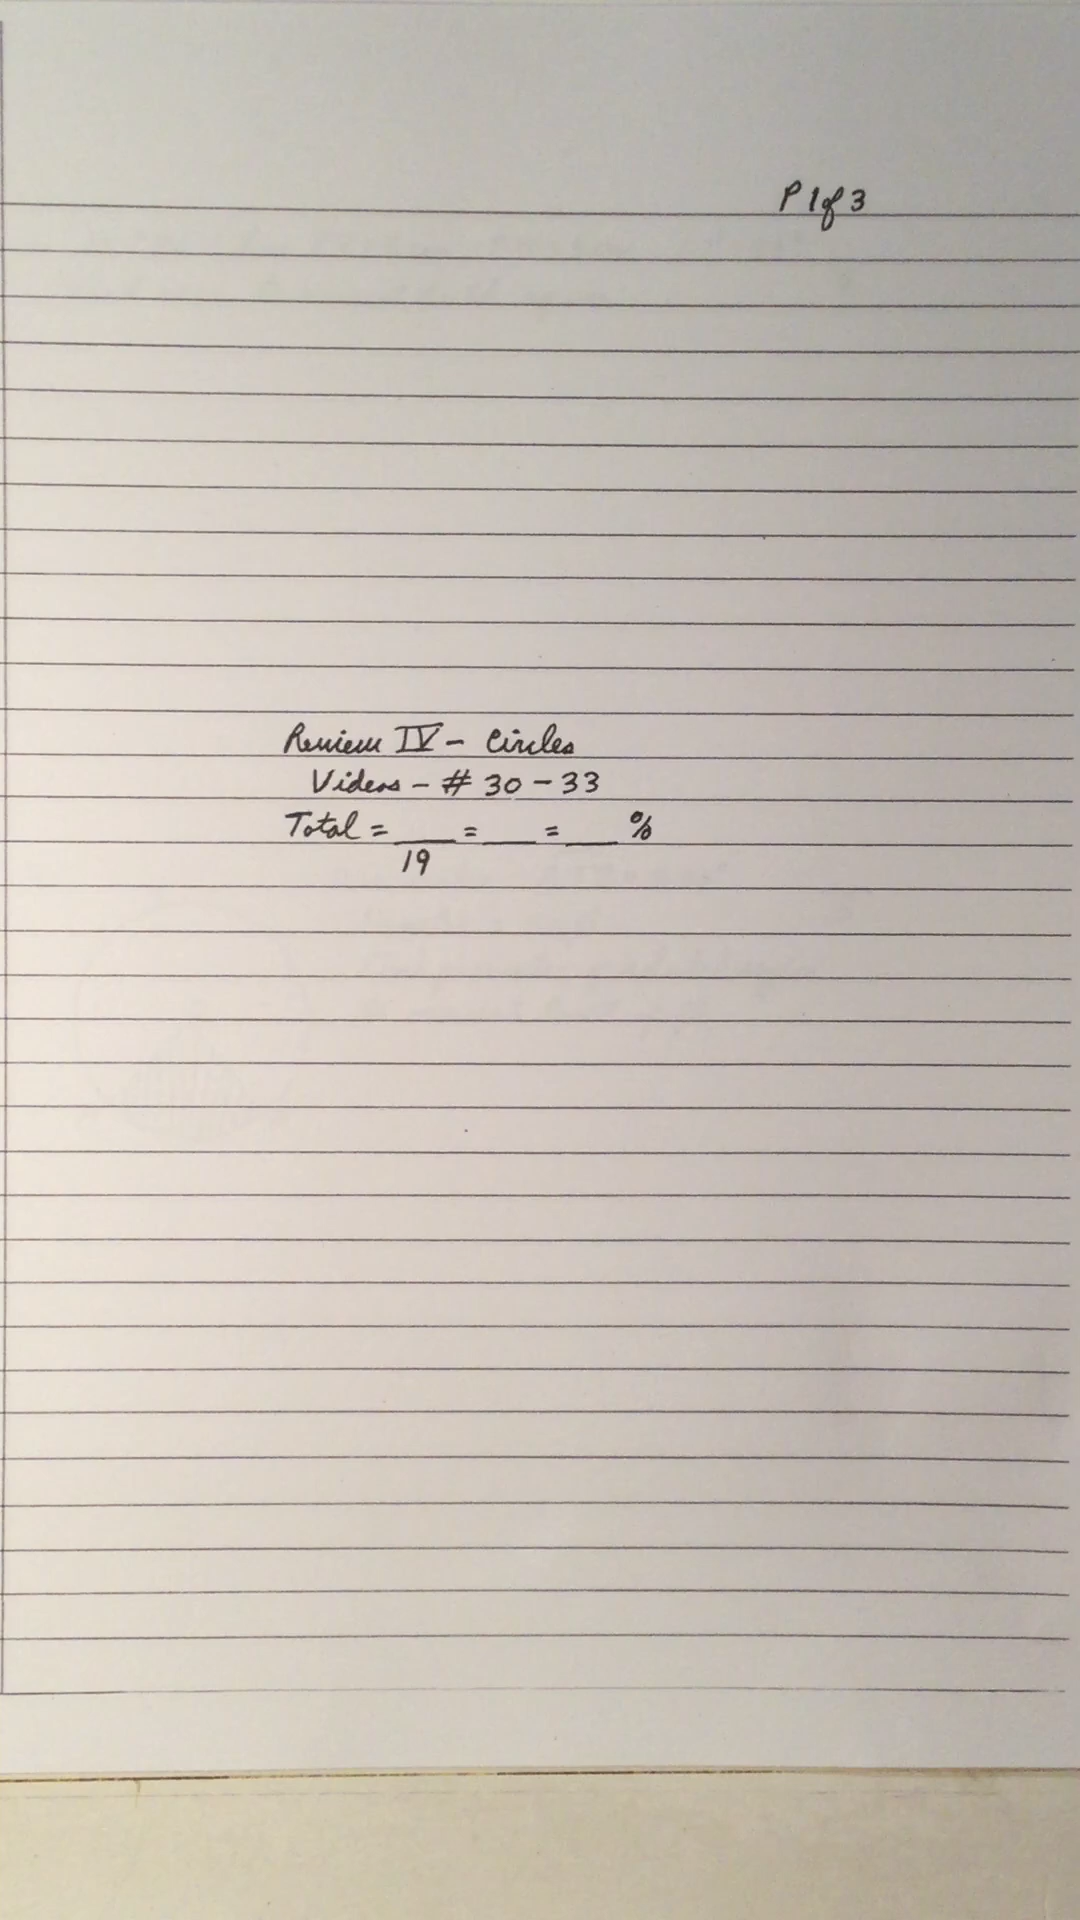 P 1 of 3
Review IV - Circles
Videos - # 30 - 33
Total = ___ = ___ = ___ %
19